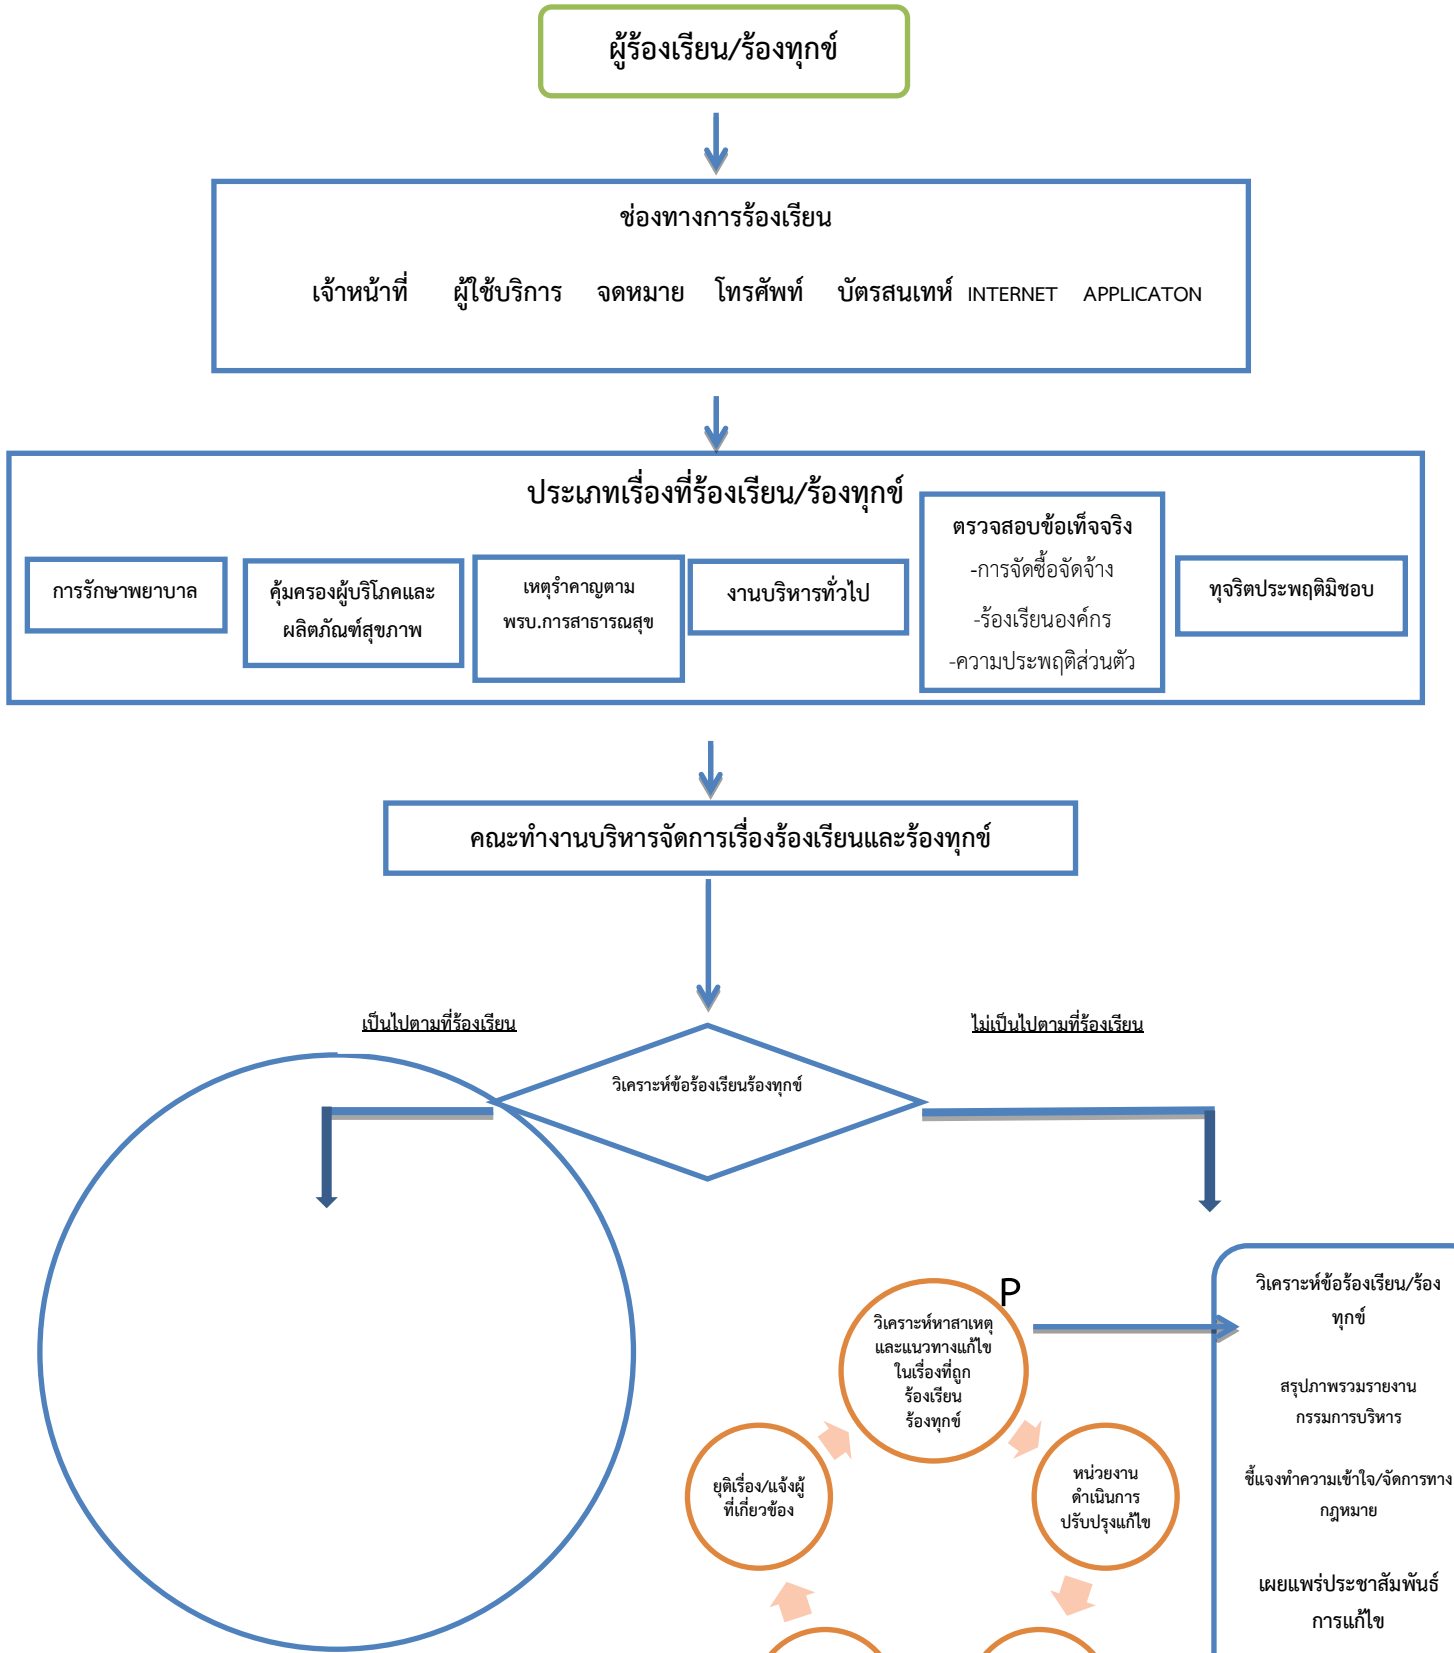 ผู้ร้องเรียน/ร้องทุกข์
ช่องทางการร้องเรียน
เจ้าหน้าที่ ผู้ใช้บริการ จดหมาย โทรศัพท์ บัตรสนเทห์ INTERNET APPLICATON
ประเภทเรื่องที่ร้องเรียน/ร้องทุกข์
การรักษาพยาบาล
คุ้มครองผู้บริโภคและ
ผลิตภัณฑ์สุขภาพ
เหตุรำคาญตาม
พรบ.การสาธารณสุข
งานบริหารทั่วไป
ตรวจสอบข้อเท็จจริง
-การจัดซื้อจัดจ้าง
-ร้องเรียนองค์กร
-ความประพฤติส่วนตัว
ทุจริตประพฤติมิชอบ
คณะทำงานบริหารจัดการเรื่องร้องเรียนและร้องทุกข์
เป็นไปตามที่ร้องเรียน
ไม่เป็นไปตามที่ร้องเรียน
วิเคราะห์ข้อร้องเรียนร้องทุกข์
P
วิเคราะห์หาสาเหตุ
และแนวทางแก้ไข
ในเรื่องที่ถูก
ร้องเรียน
ร้องทุกข์
หน่วยงาน
ดำเนินการ
ปรับปรุงแก้ไข
ยุติเรื่อง/แจ้งผู้
ที่เกี่ยวข้อง
วิเคราะห์ข้อร้องเรียน/ร้อง
ทุกข์
สรุปภาพรวมรายงาน
กรรมการบริหาร
ชี้แจงทำความเข้าใจ/จัดการทาง
กฎหมาย
เผยแพร่ประชาสัมพันธ์
การแก้ไข